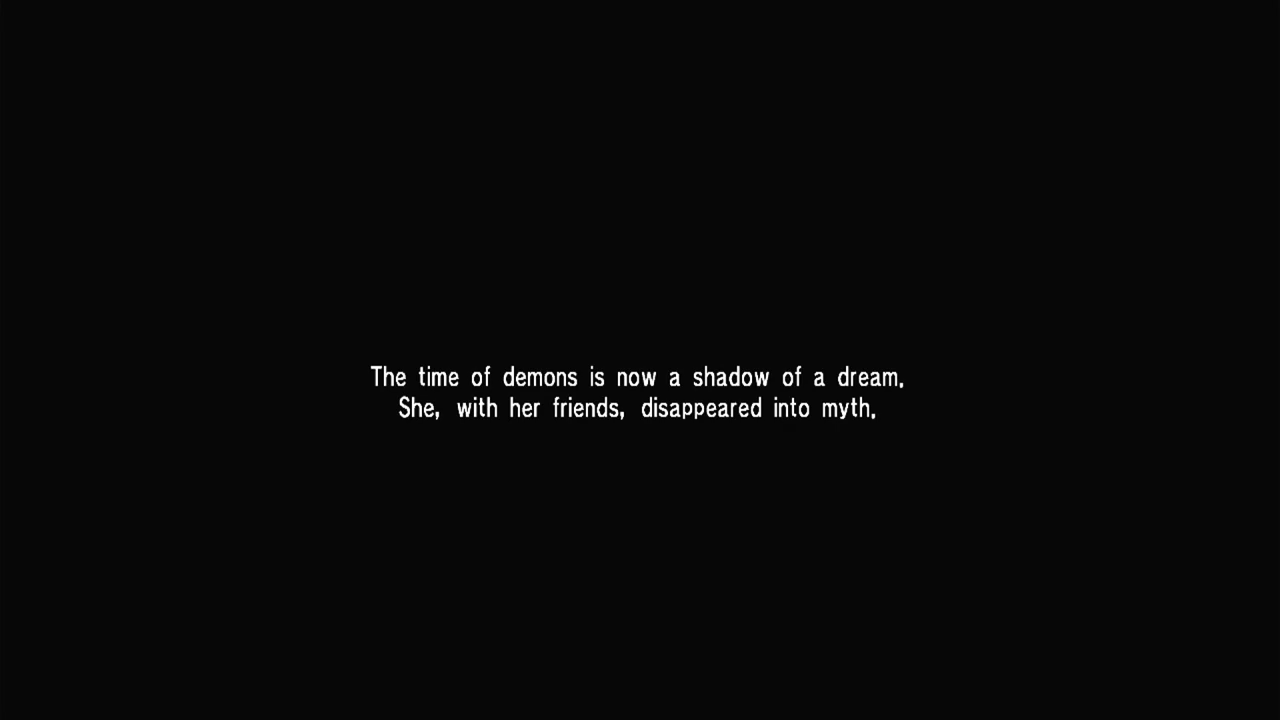 The time of demons is now a shadow of a dream.
She, with her friends, disappeared into myth.